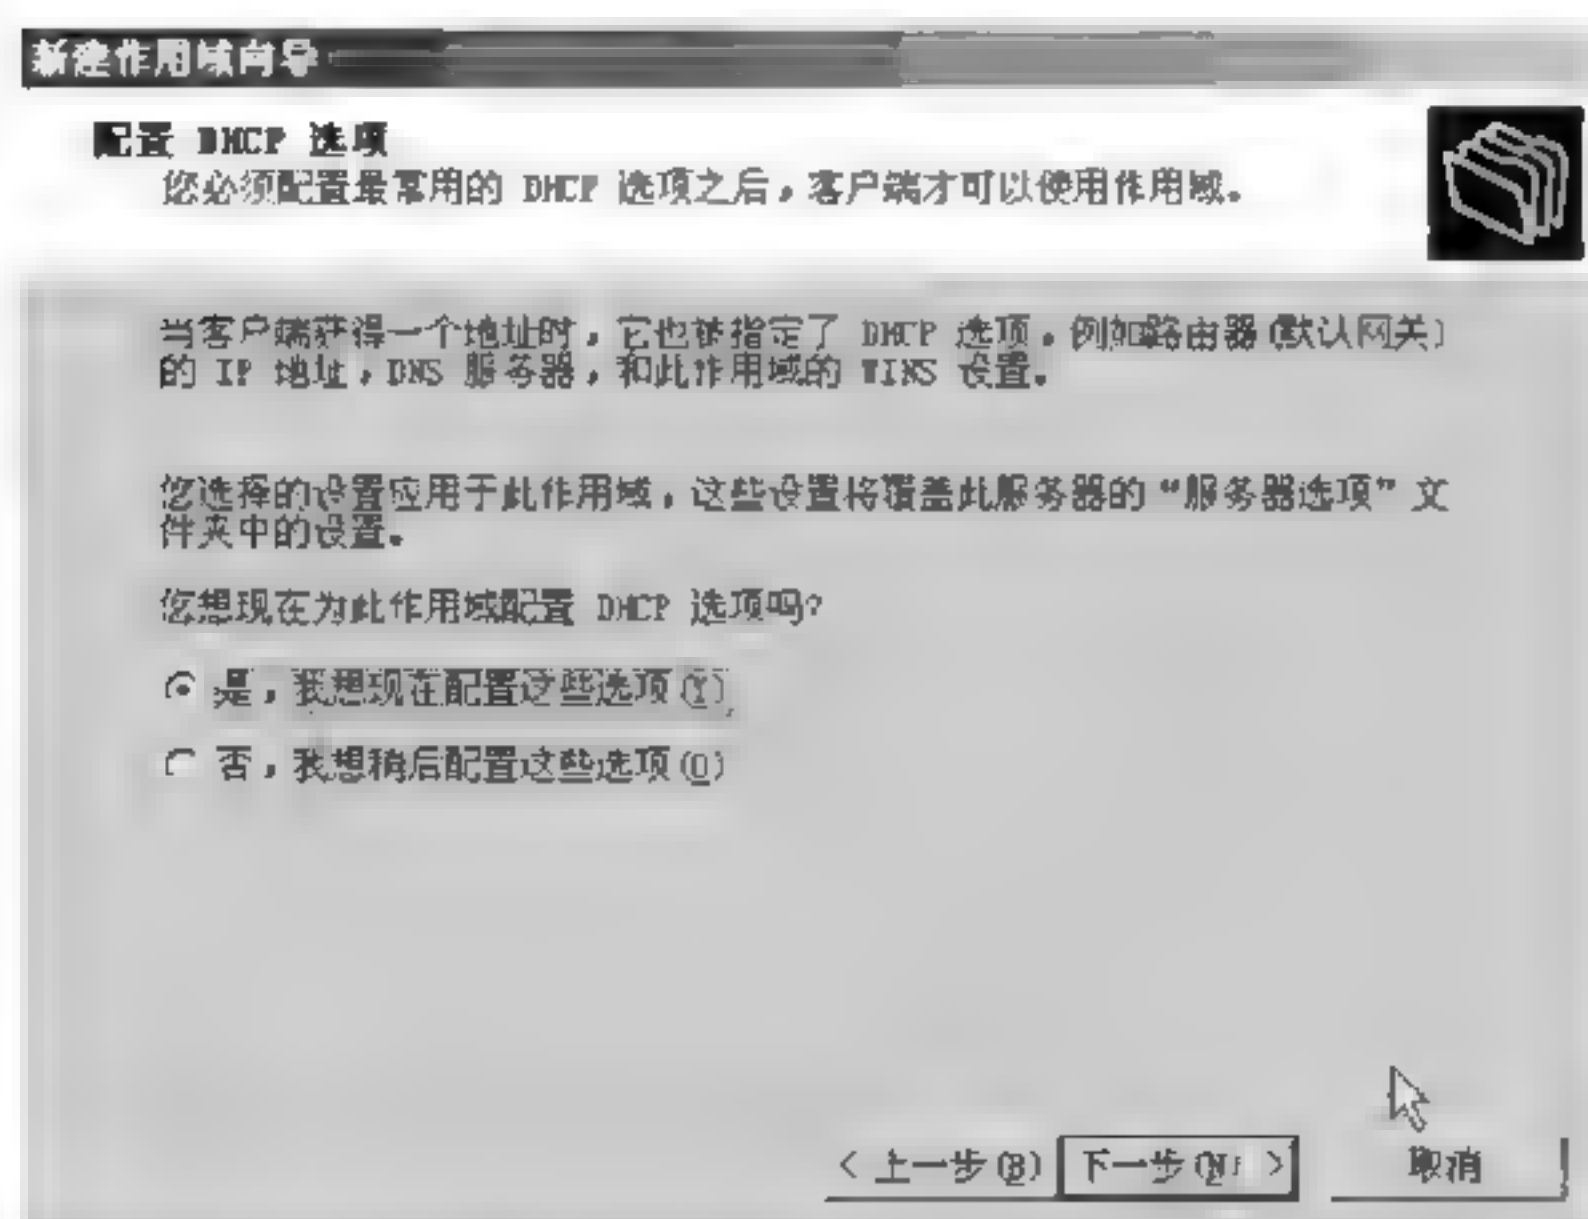 新建作用域向导
配置 DHCP 选项
您必须配置最常用的 DHCP 选项之后，客户端才可以使用作用域。
当客户端获得一个地址时，它也被指定了 DHCP 选项，例如路由器(默认网关)
的 IP 地址，DNS 服务器，和此作用域的 WINS 设置。
您选择的设置应用于此作用域，这些设置将覆盖此服务器的“服务器选项”文
件夹中的设置。
您想现在为此作用域配置 DHCP 选项吗?
是，我想现在配置这些选项(Y)
否，我想稍后配置这些选项(O)
< 上一步(B) 下一步(N) > 取消